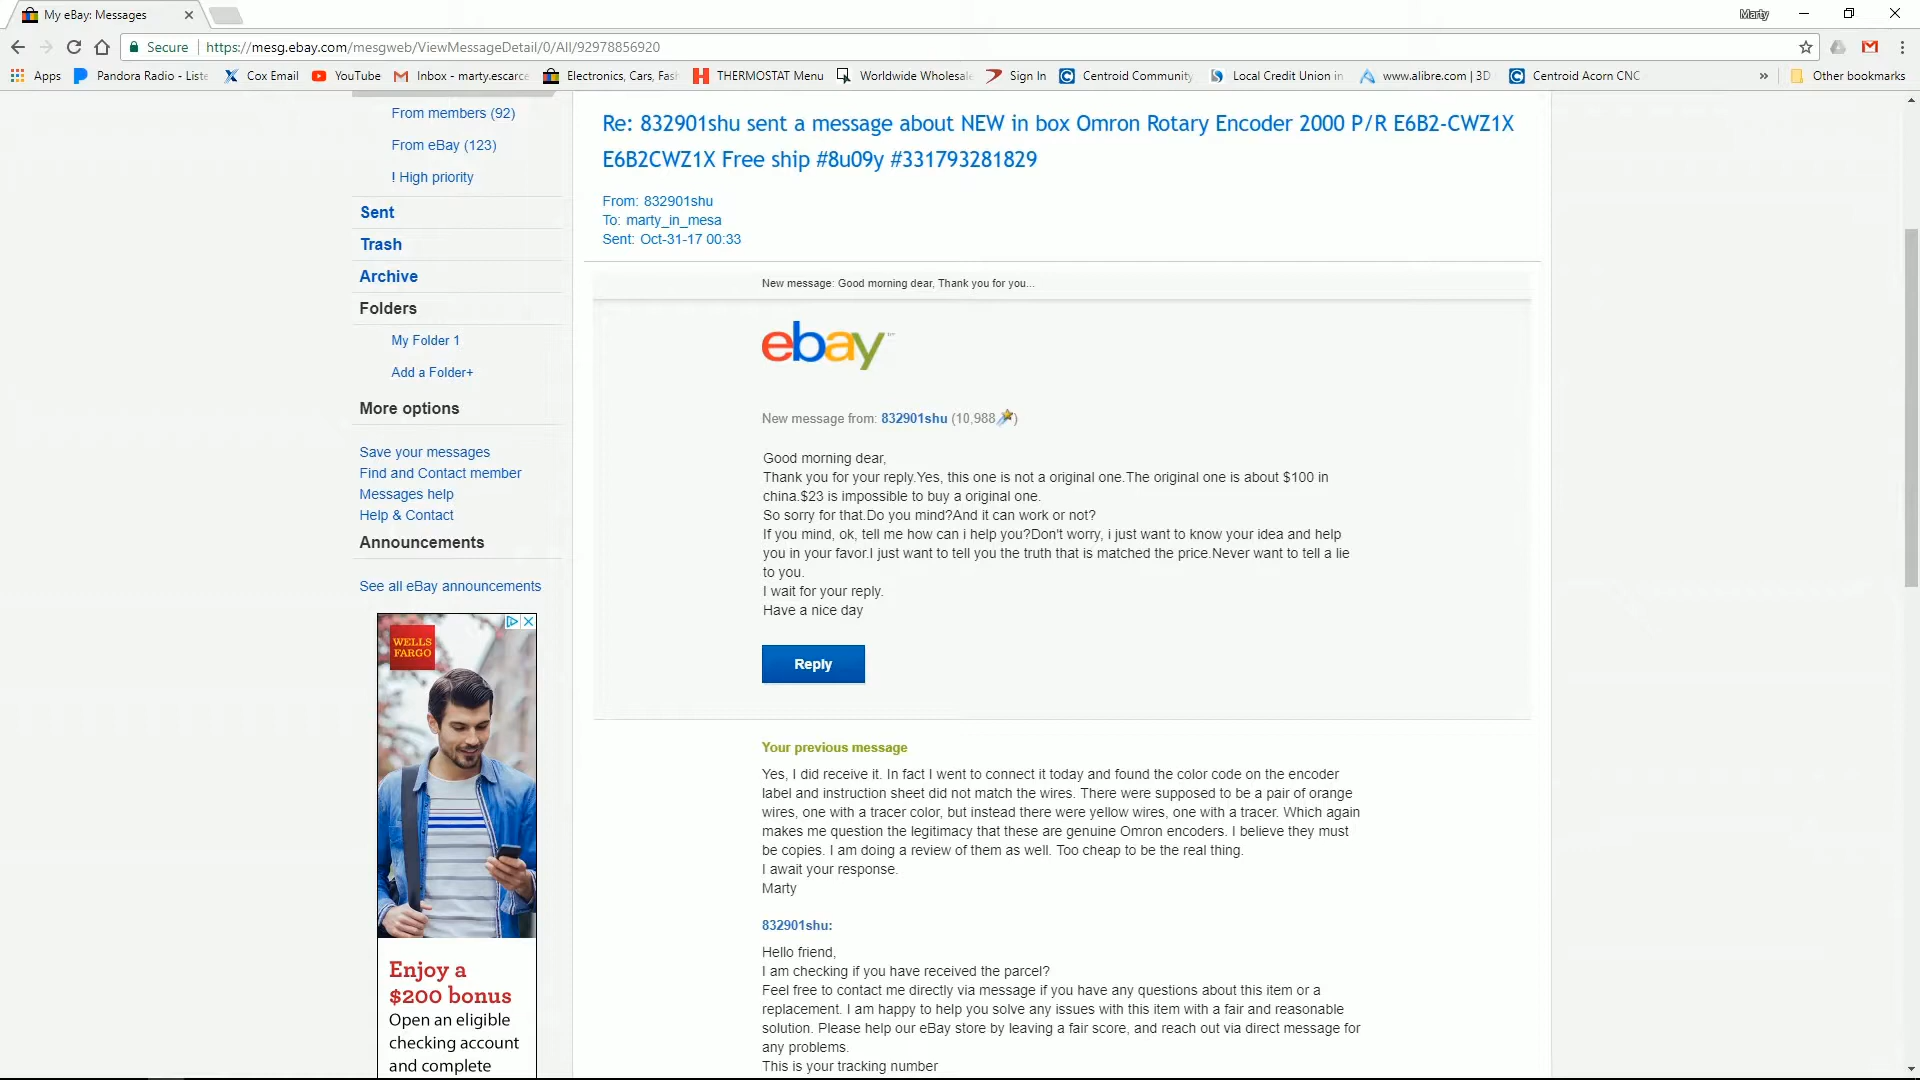 My eBay: Messages
Marty
Secure
https://mesg.ebay.com/mesgweb/ViewMessageDetail/0/All/92978856920
Apps
Pandora Radio - Liste
Cox Email
YouTube
Inbox - marty.escarce
Electronics, Cars, Fash
THERMOSTAT Menu
Worldwide Wholesale
Sign In
Centroid Community
Local Credit Union in
www.alibre.com | 3D
Centroid Acorn CNC
»
Other bookmarks
From members (92)
From eBay (123)
! High priority
Sent
Trash
Archive
Folders
My Folder 1
Add a Folder+
More options
Save your messages
Find and Contact member
Messages help
Help & Contact
Announcements
See all eBay announcements
WELLS
FARGO
Enjoy a
$200 bonus
Open an eligible
checking account
and complete
Re: 832901shu sent a message about NEW in box Omron Rotary Encoder 2000 P/R E6B2-CWZ1X
E6B2CWZ1X Free ship #8u09y #331793281829
From: 832901shu
To: marty_in_mesa
Sent: Oct-31-17 00:33
New message: Good morning dear, Thank you for you...
ebay
New message from: 832901shu (10,988)
Good morning dear,
Thank you for your reply.Yes, this one is not a original one.The original one is about $100 in
china.$23 is impossible to buy a original one.
So sorry for that.Do you mind?And it can work or not?
If you mind, ok, tell me how can i help you?Don't worry, i just want to know your idea and help
you in your favor.I just want to tell you the truth that is matched the price.Never want to tell a lie
to you.
I wait for your reply.
Have a nice day
Reply
Your previous message
Yes, I did receive it. In fact I went to connect it today and found the color code on the encoder
label and instruction sheet did not match the wires. There were supposed to be a pair of orange
wires, one with a tracer color, but instead there were yellow wires, one with a tracer. Which again
makes me question the legitimacy that these are genuine Omron encoders. I believe they must
be copies. I am doing a review of them as well. Too cheap to be the real thing.
I await your response.
Marty
832901shu:
Hello friend,
I am checking if you have received the parcel?
Feel free to contact me directly via message if you have any questions about this item or a
replacement. I am happy to help you solve any issues with this item with a fair and reasonable
solution. Please help our eBay store by leaving a fair score, and reach out via direct message for
any problems.
This is your tracking number